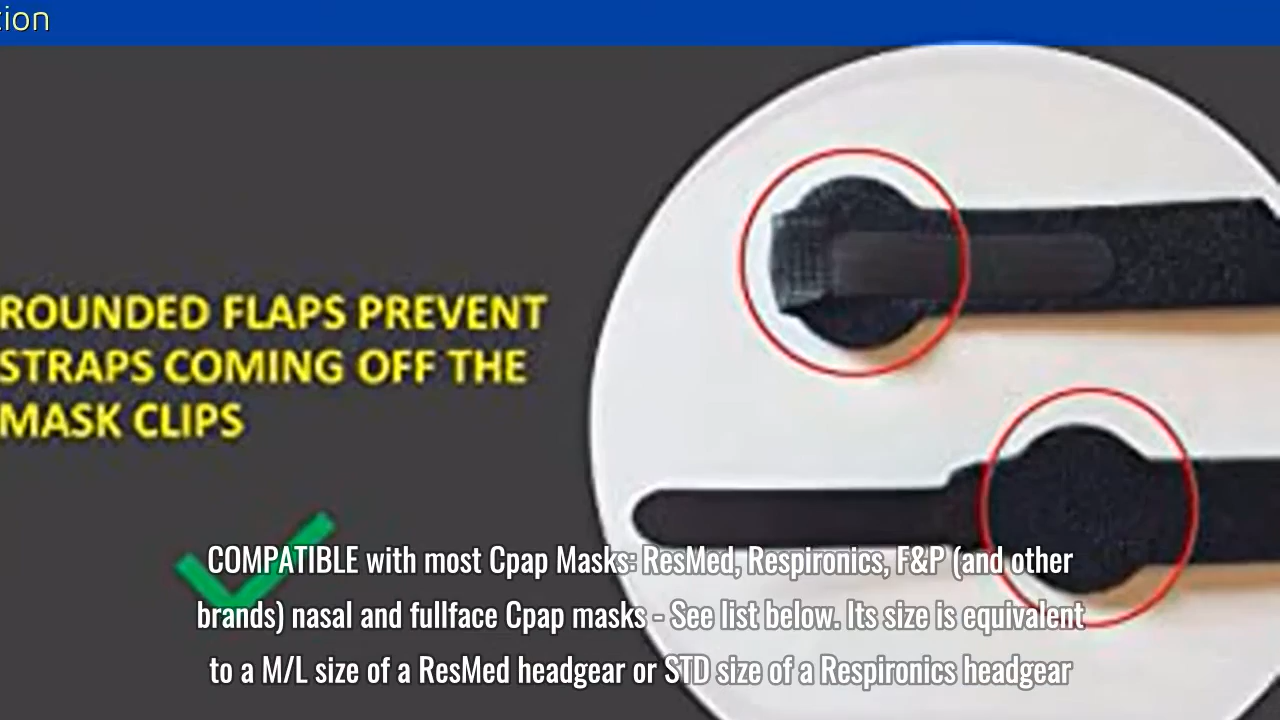 tion
ROUNDED FLAPS PREVENT
STRAPS COMING OFF THE
MASK CLIPS
COMPATIBLE with most Cpap Masks: ResMed, Respironics, F&P (and other
brands) nasal and fullface Cpap masks - See list below. Its size is equivalent
to a M/L size of a ResMed headgear or STD size of a Respironics headgear